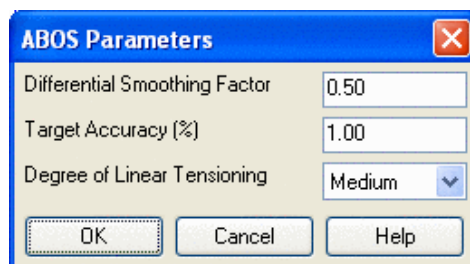 ABOS Parameters
Differential Smoothing Factor 0.50
Target Accuracy (%) 1.00
Degree of Linear Tensioning Medium
OK Cancel Help